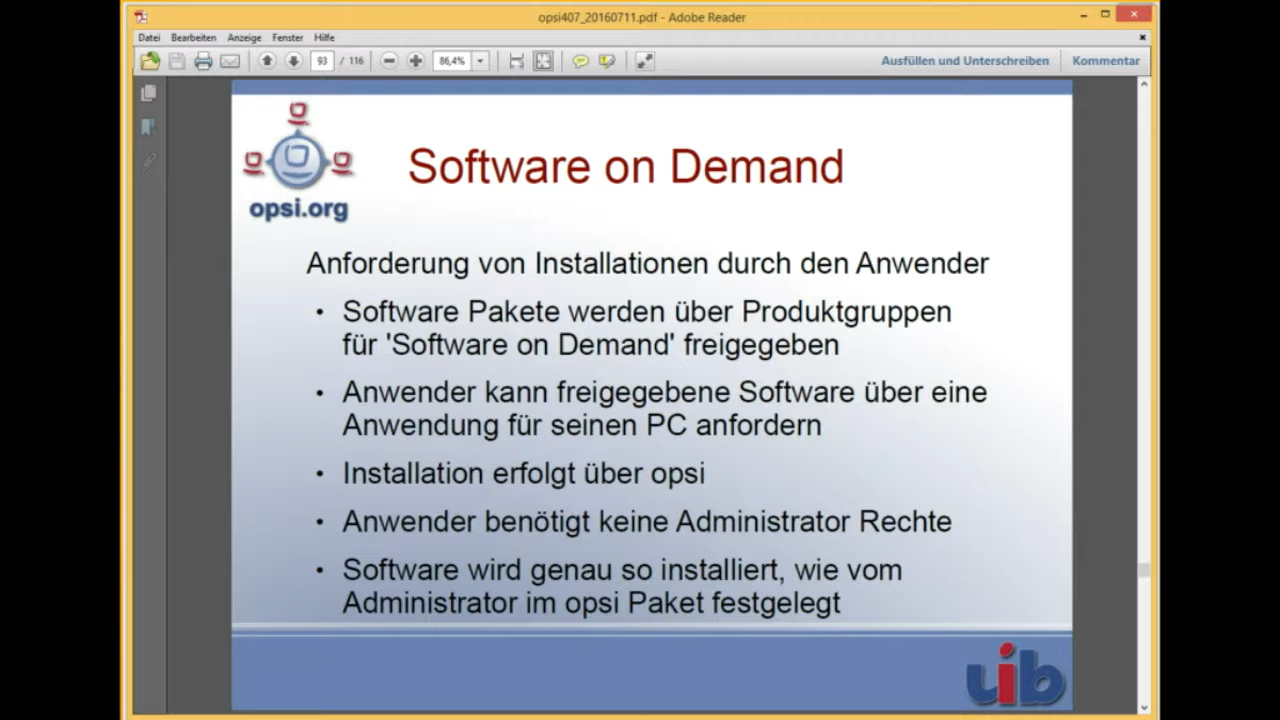 opsi407_20160711.pdf - Adobe Reader
Datei Bearbeiten Anzeige Fenster Hilfe
93 / 116 86,4% Ausfüllen und Unterschreiben Kommentar
Software on Demand
opsi.org
Anforderung von Installationen durch den Anwender
• Software Pakete werden über Produktgruppen
für 'Software on Demand' freigegeben
• Anwender kann freigegebene Software über eine
Anwendung für seinen PC anfordern
• Installation erfolgt über opsi
• Anwender benötigt keine Administrator Rechte
• Software wird genau so installiert, wie vom
Administrator im opsi Paket festgelegt
uib